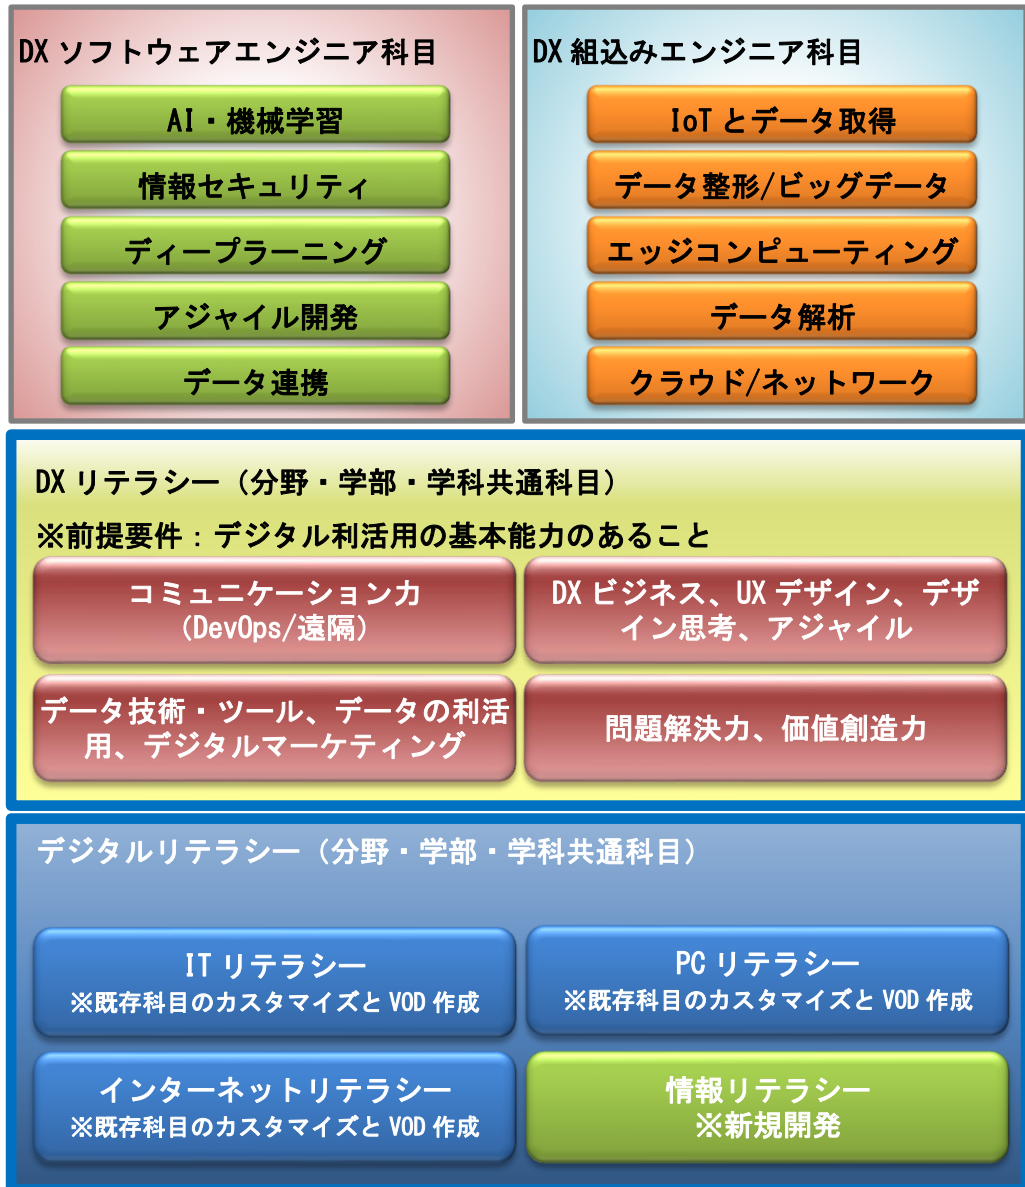 DX ソフトウェアエンジニア科目
AI・機械学習
情報セキュリティ
ディープラーニング
アジャイル開発
データ連携
DX 組込みエンジニア科目
IoT とデータ取得
データ整形/ビッグデータ
エッジコンピューティング
データ解析
クラウド/ネットワーク
DX リテラシー（分野・学部・学科共通科目）
※前提要件：デジタル利活用の基本能力のあること
コミュニケーション力
（DevOps/遠隔）
DX ビジネス、UX デザイン、デザ
イン思考、アジャイル
データ技術・ツール、データの利活
用、デジタルマーケティング
問題解決力、価値創造力
デジタルリテラシー（分野・学部・学科共通科目）
IT リテラシー
※既存科目のカスタマイズと VOD 作成
PC リテラシー
※既存科目のカスタマイズと VOD 作成
インターネットリテラシー
※既存科目のカスタマイズと VOD 作成
情報リテラシー
※新規開発